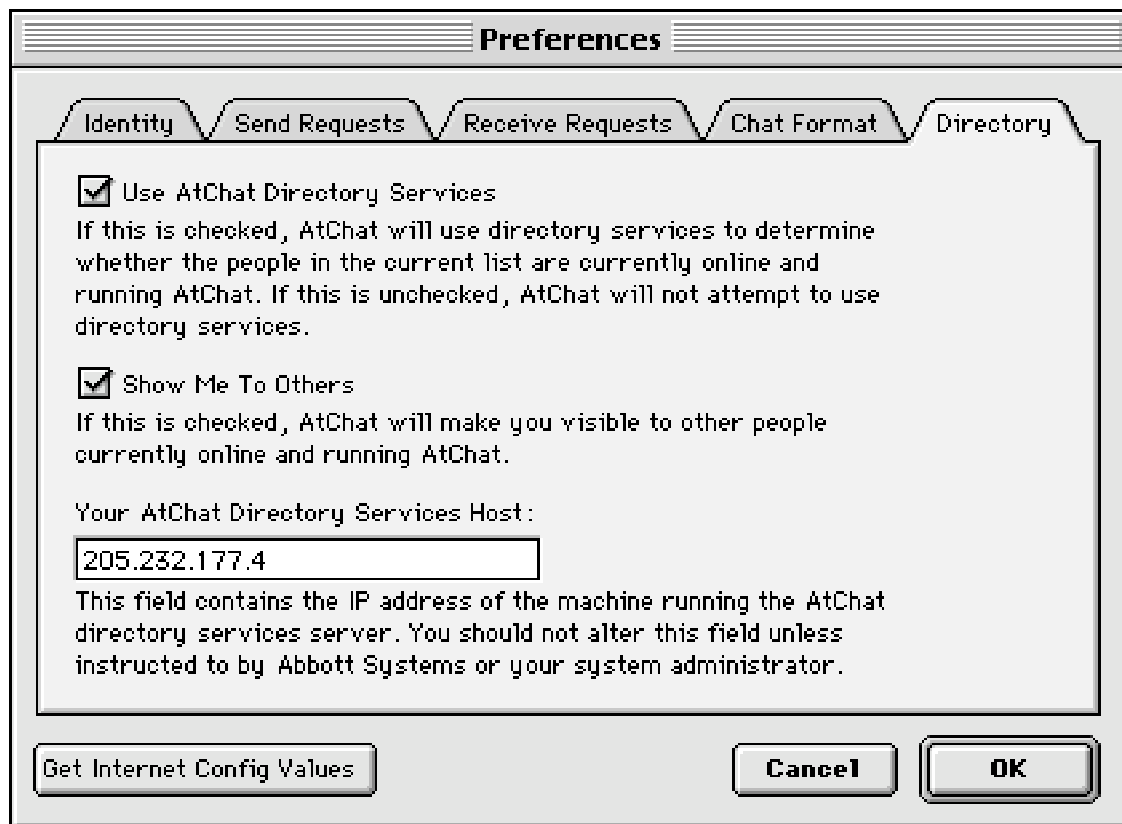 Preferences
Identity Send Requests Receive Requests Chat Format Directory
Use AtChat Directory Services
If this is checked, AtChat will use directory services to determine
whether the people in the current list are currently online and
running AtChat. If this is unchecked, AtChat will not attempt to use
directory services.
Show Me To Others
If this is checked, AtChat will make you visible to other people
currently online and running AtChat.
Your AtChat Directory Services Host:
205.232.177.4
This field contains the IP address of the machine running the AtChat
directory services server. You should not alter this field unless
instructed to by Abbott Systems or your system administrator.
Get Internet Config Values Cancel OK